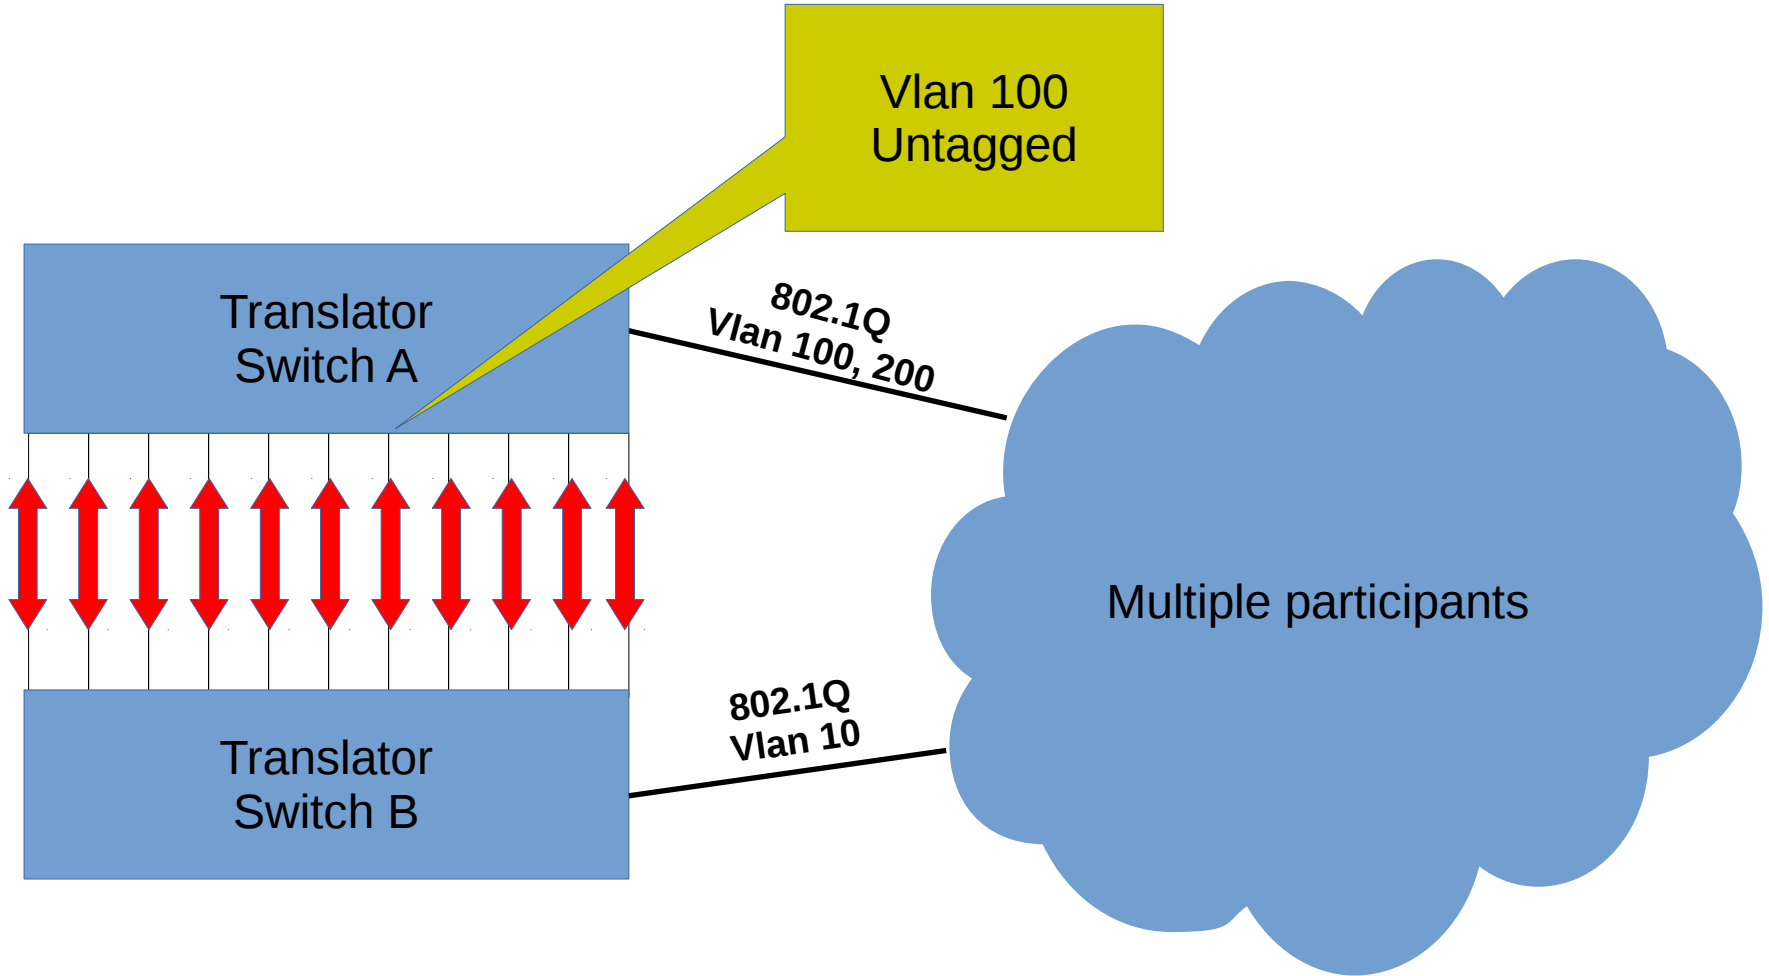 Vlan 100
Untagged
Translator
Switch A
802.1Q
Vlan 100, 200
Multiple participants
802.1Q
Vlan 10
Translator
Switch B